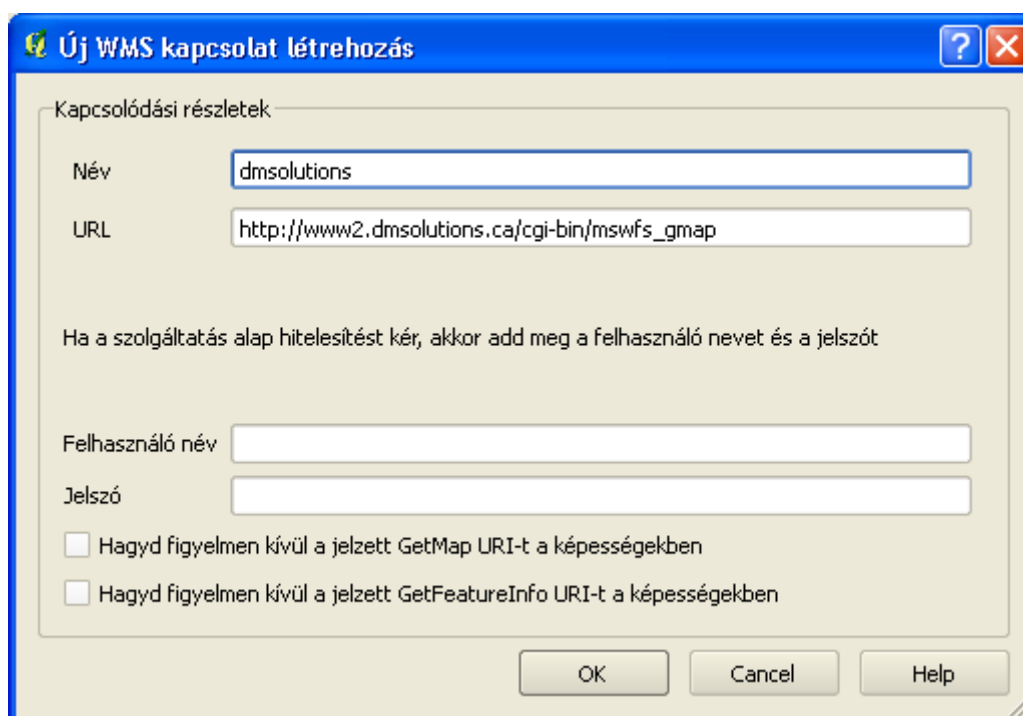 Új WMS kapcsolat létrehozás
Kapcsolódási részletek
Név dmsolutions
URL http://www2.dmsolutions.ca/cgi-bin/mswfs_gmap
Ha a szolgáltatás alap hitelesítést kér, akkor add meg a felhasználó nevet és a jelszót
Felhasználó név
Jelszó
Hagyd figyelmen kívül a jelzett GetMap URI-t a képességekben
Hagyd figyelmen kívül a jelzett GetFeatureInfo URI-t a képességekben
OK Cancel Help